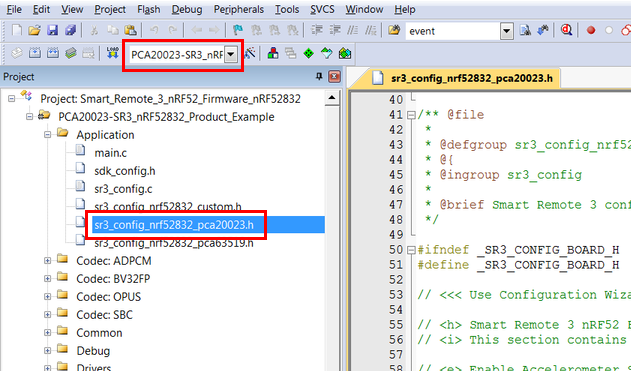 Project Flash Debug Peripherals Tools SVCS Window Help
event
LOAD
PCA20023-SR3_nRF
Project
sr3_config_nrf52832_pca20023.h
Project: Smart_Remote_3_nRF52_Firmware_nRF52832
PCA20023-SR3_nRF52832_Product_Example
Application
main.c
sdk_config.h
sr3_config.c
sr3_config_nrf52832_custom.h
sr3_config_nrf52832_pca20023.h
sr3_config_nrf52832_pca63519.h
Codec: ADPCM
Codec: BV32FP
Codec: OPUS
Codec: SBC
Common
Debug
Drivers
40
41 /** @file
42 *
43 * @defgroup sr3_config_nrf52
44 * @{
45 * @ingroup sr3_config
46 *
47 * @brief Smart Remote 3 conf
48 */
49
50 #ifndef _SR3_CONFIG_BOARD_H
51 #define _SR3_CONFIG_BOARD_H
52
53 // <<< Use Configuration Wiza
54
55 // <h> Smart Remote 3 nRF52 B
56 // <i> This section contains
57
58 // <e> Enable Accelerometer S